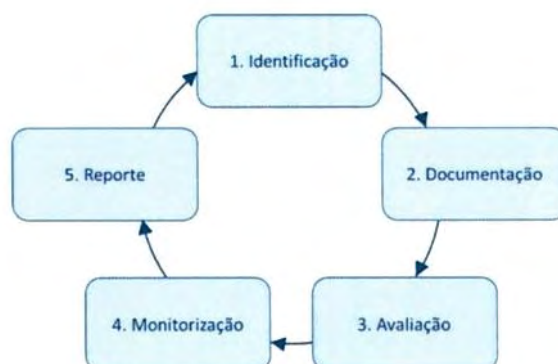 1. Identificação
2. Documentação
3. Avaliação
4. Monitorização
5. Reporte